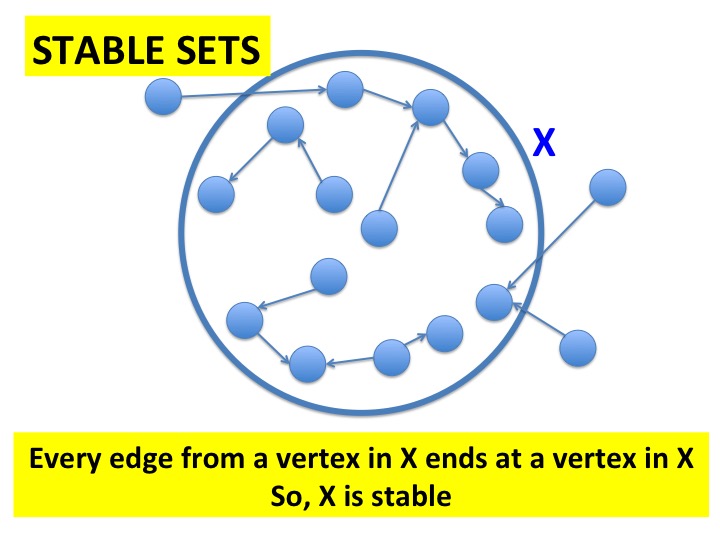 STABLE SETS
X
Every edge from a vertex in X ends at a vertex in X
So, X is stable